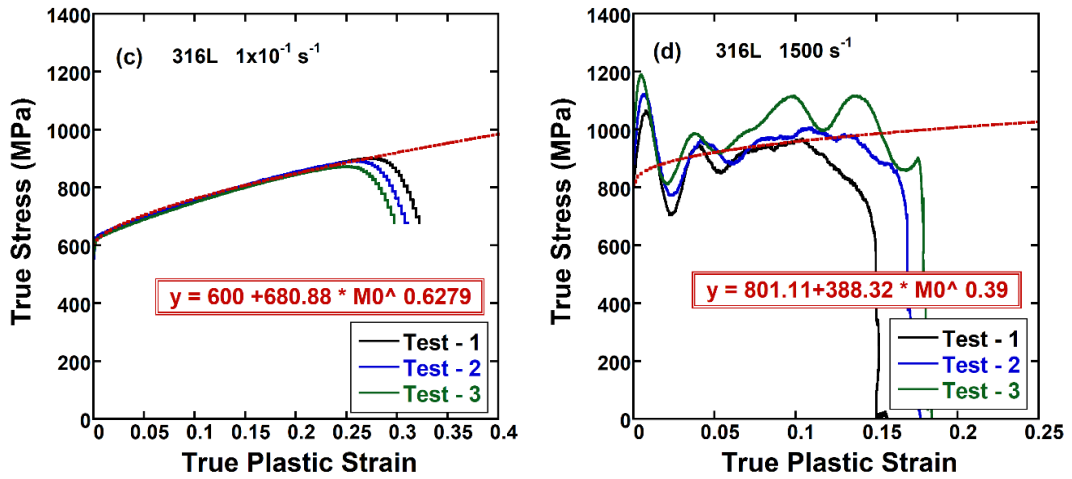 (c) 316L 1x10⁻¹ s⁻¹
True Stress (MPa)
1400
1200
1000
800
600
400
200
0
y = 600 +680.88 * M0^ 0.6279
Test - 1
Test - 2
Test - 3
0 0.05 0.1 0.15 0.2 0.25 0.3 0.35 0.4
True Plastic Strain
(d) 316L 1500 s⁻¹
True Stress (MPa)
1400
1200
1000
800
600
400
200
0
y = 801.11+388.32 * M0^ 0.39
Test - 1
Test - 2
Test - 3
0 0.05 0.1 0.15 0.2 0.25
True Plastic Strain